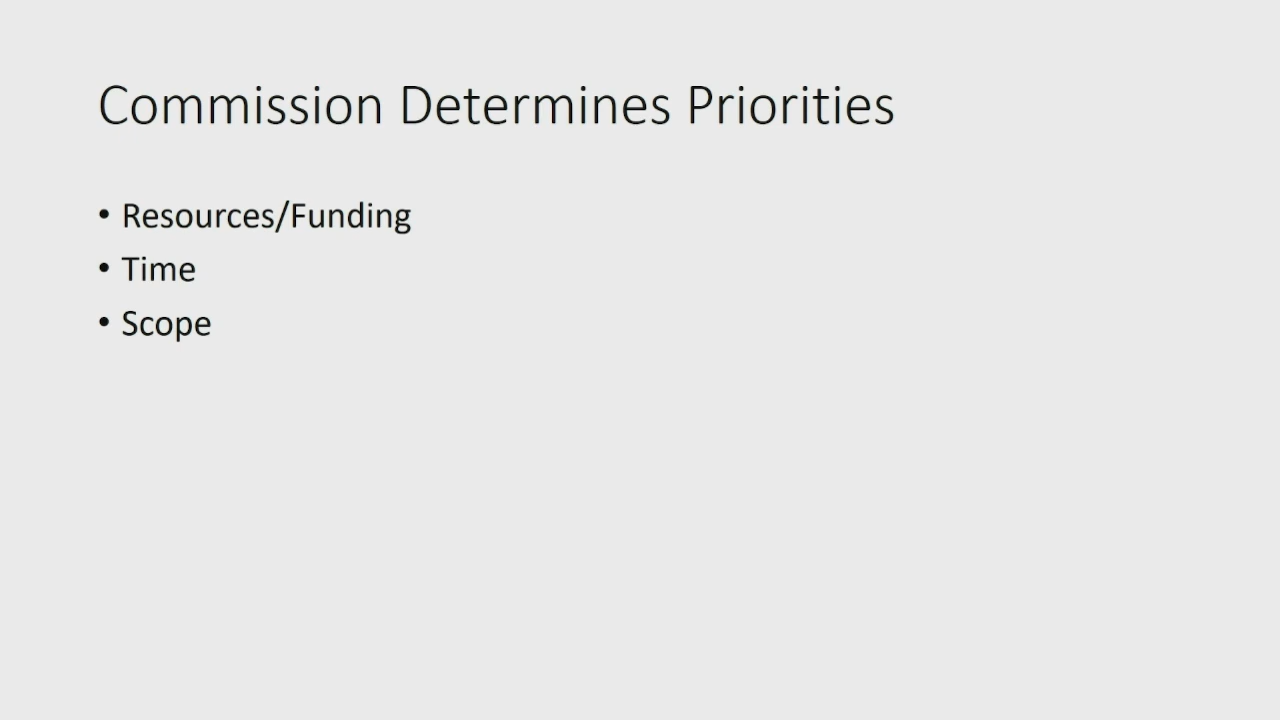 Commission Determines Priorities
• Resources/Funding
• Time
• Scope